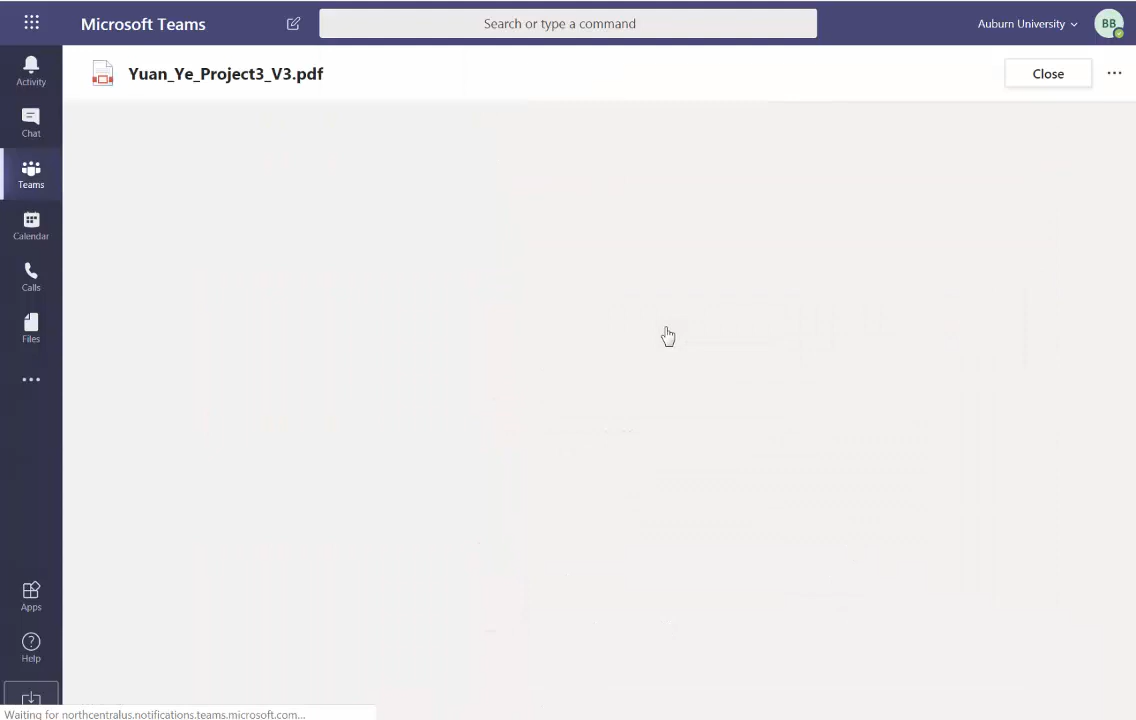 Microsoft Teams
Search or type a command
Auburn University
BB
Activity
Chat
Teams
Calendar
Calls
Files
Apps
Help
Yuan_Ye_Project3_V3.pdf
Close
Waiting for northcentralus.notifications.teams.microsoft.com...